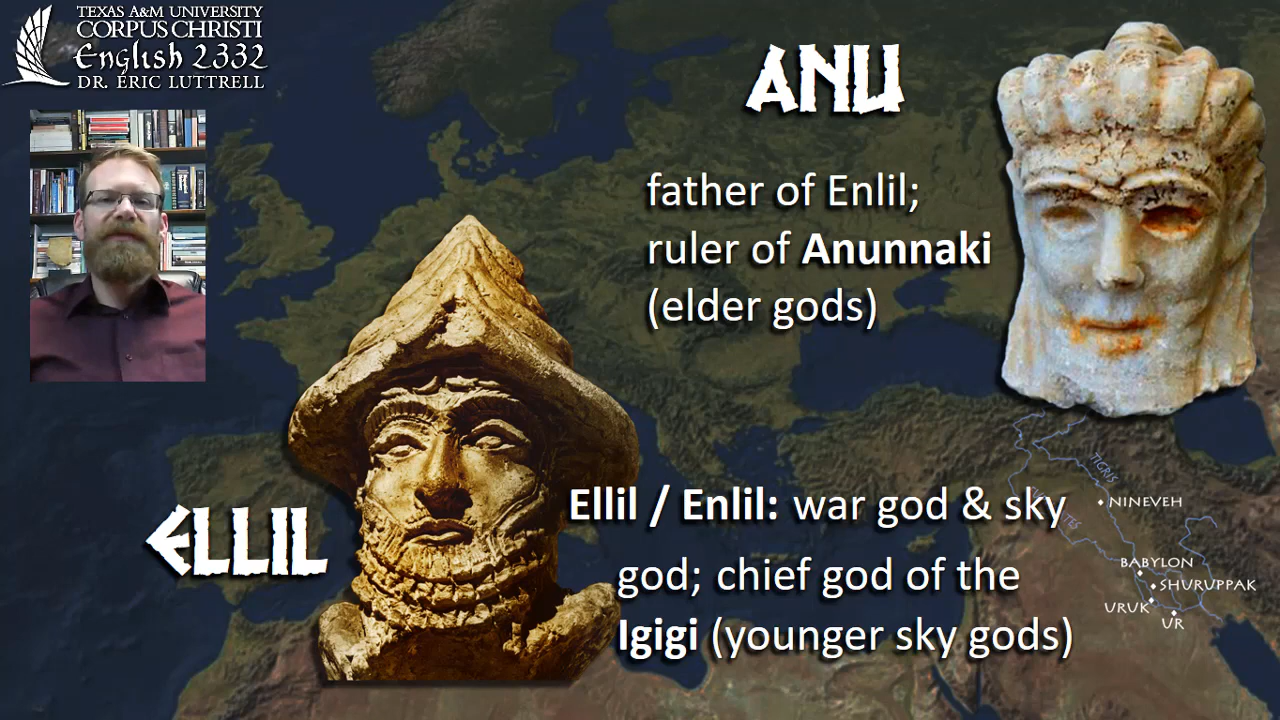 TEXAS A&M UNIVERSITY
CORPUS CHRISTI
English 2332
DR. ERIC LUTTRELL
ANU
father of Enlil;
ruler of Anunnaki
(elder gods)
ELLIL
Ellil / Enlil: war god & sky
god; chief god of the
Igigi (younger sky gods)
TIGRIS
TES
NINEVEH
BABYLON
SHURUPPAK
URUK
UR